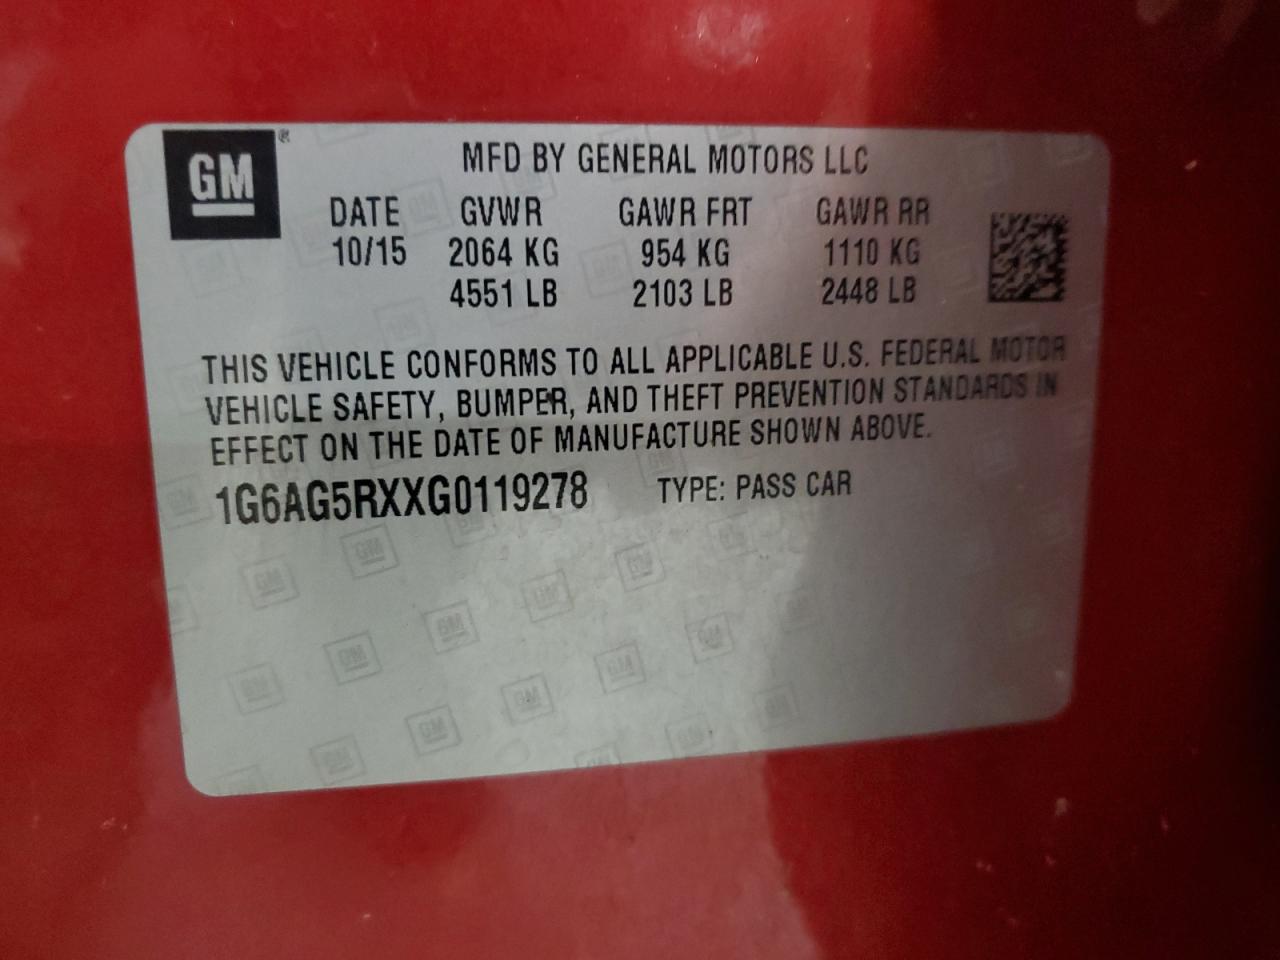 GM®
MFD BY GENERAL MOTORS LLC
DATE GVWR GAWR FRT GAWR RR
10/15 2064 KG 954 KG 1110 KG
4551 LB 2103 LB 2448 LB
THIS VEHICLE CONFORMS TO ALL APPLICABLE U.S. FEDERAL MOTOR
VEHICLE SAFETY, BUMPER, AND THEFT PREVENTION STANDARDS IN
EFFECT ON THE DATE OF MANUFACTURE SHOWN ABOVE.
1G6AG5RXXG0119278 TYPE: PASS CAR